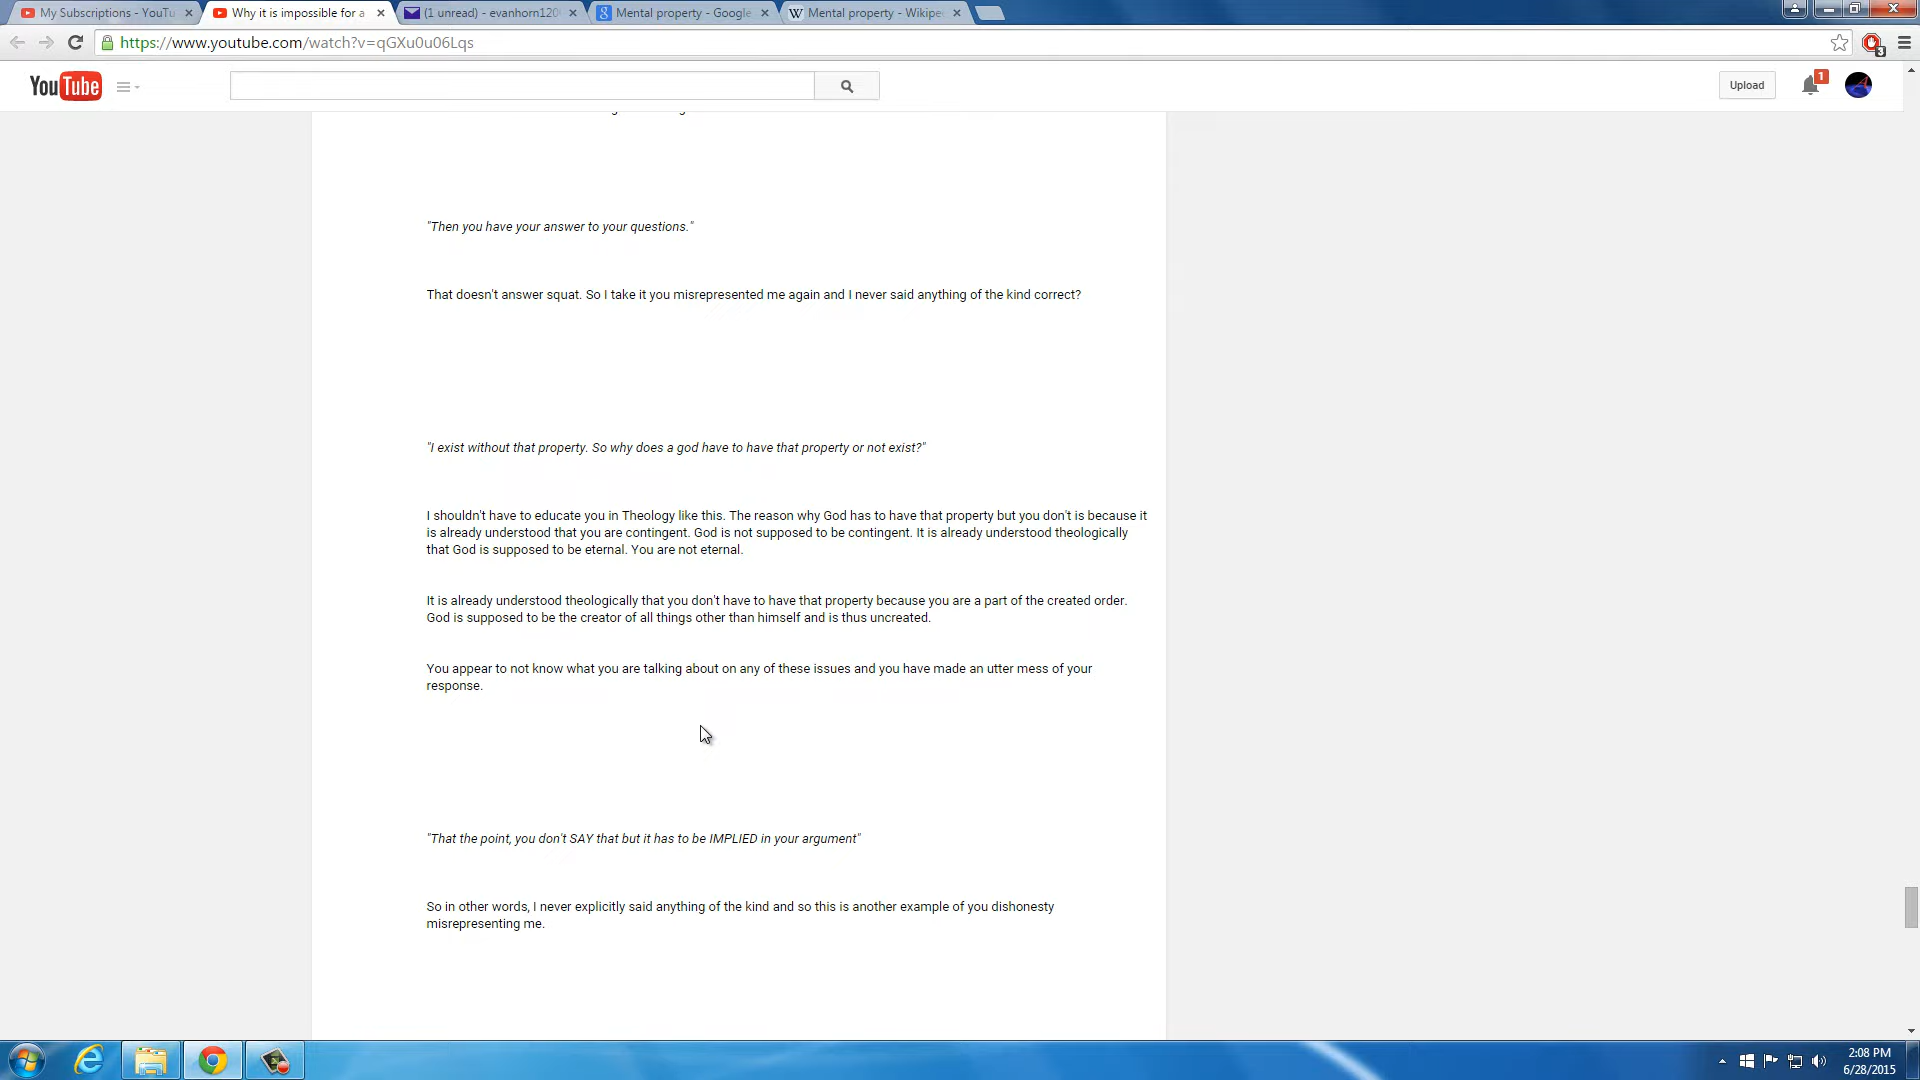 My Subscriptions - YouTu
Why it is impossible for a
(1 unread) - evanhorn120
Mental property - Google
Mental property - Wikipe
https://www.youtube.com/watch?v=qGXu0u06Lqs
3
YouTube
Upload
1
"Then you have your answer to your questions."
That doesn't answer squat. So I take it you misrepresented me again and I never said anything of the kind correct?
"I exist without that property. So why does a god have to have that property or not exist?"
I shouldn't have to educate you in Theology like this. The reason why God has to have that property but you don't is because it
is already understood that you are contingent. God is not supposed to be contingent. It is already understood theologically
that God is supposed to be eternal. You are not eternal.
It is already understood theologically that you don't have to have that property because you are a part of the created order.
God is supposed to be the creator of all things other than himself and is thus uncreated.
You appear to not know what you are talking about on any of these issues and you have made an utter mess of your
response.
"That the point, you don't SAY that but it has to be IMPLIED in your argument"
So in other words, I never explicitly said anything of the kind and so this is another example of you dishonesty
misrepresenting me.
2:08 PM
6/28/2015